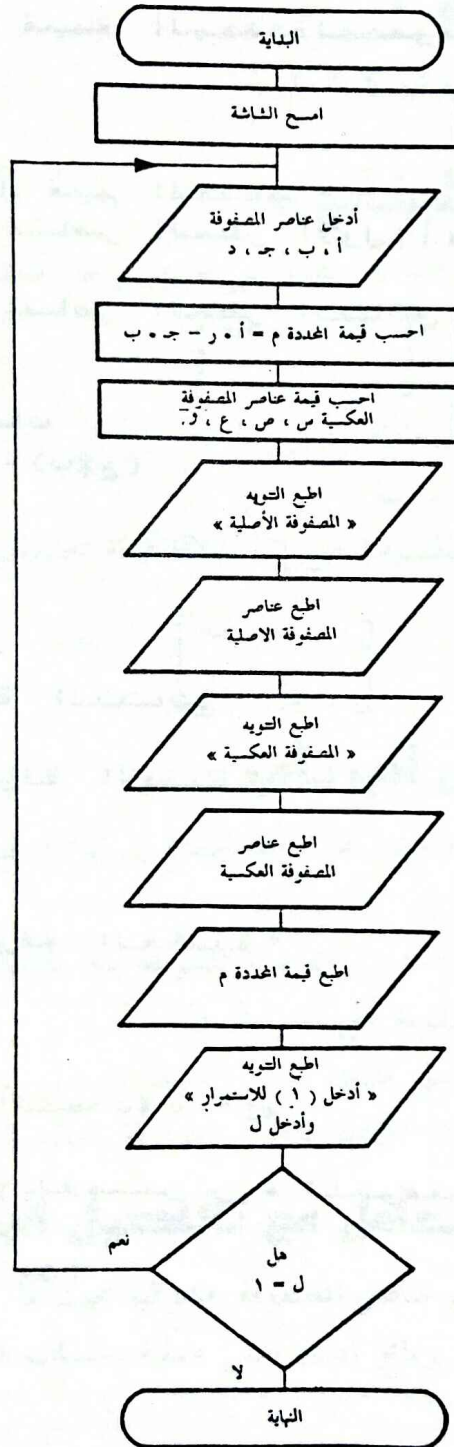 البداية
امسح الشاشة
أدخل عناصر المصفوفة
أ ، ب ، جـ ، د
احسب قيمة المحددة م = أ . ر - جـ . ب
احسب قيمة عناصر المصفوفة
العكسية س ، ص ، ع ، ز.
اطبع التنويه
« المصفوفة الأصلية »
اطبع عناصر
المصفوفة الاصلية
اطبع التنويه
« المصفوفة العكسية »
اطبع عناصر
المصفوفة العكسية
اطبع قيمة المحددة م
اطبع التنويه
« أدخل ( ١ ) للاستمرار »
وأدخل ل
نعم
هل
ل = ١
لا
النهاية